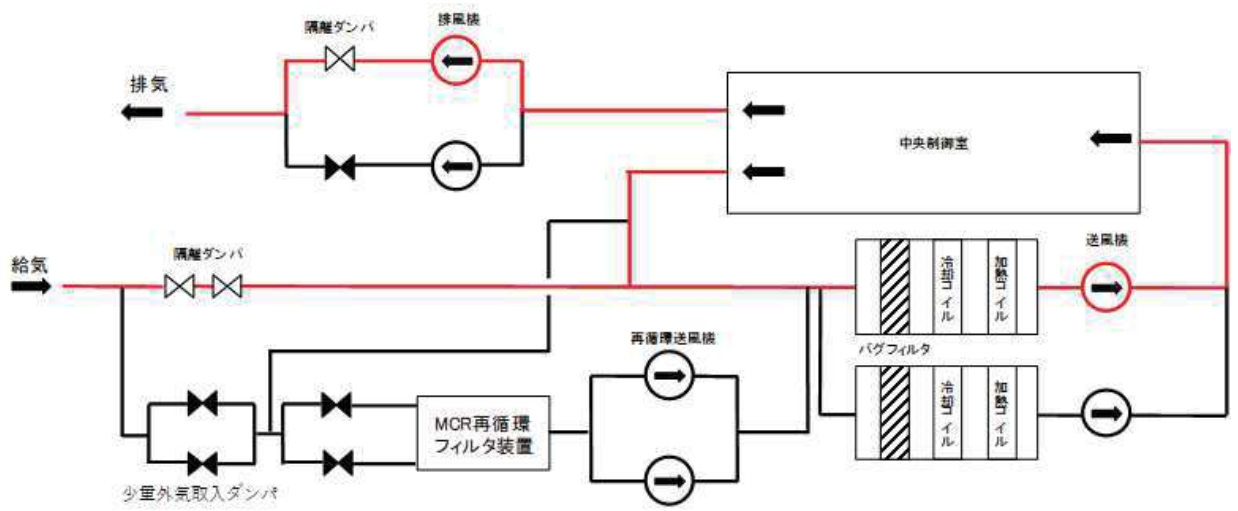 隔離ダンパ
排風機
排気
中央制御室
隔離ダンパ
給気
送風機
冷却コイル
加熱コイル
バグフィルタ
再循環送風機
冷却コイル
加熱コイル
MCR再循環
フィルタ装置
少量外気取入ダンパ